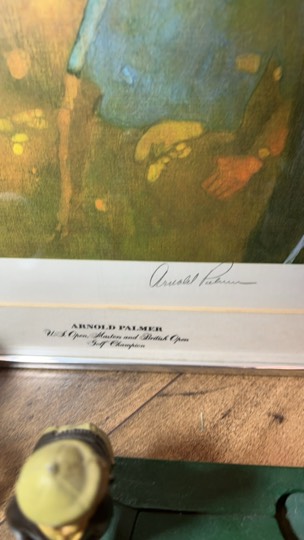 Arnold Palmer
ARNOLD PALMER
U.S. Open, Masters and British Open
Golf Champion